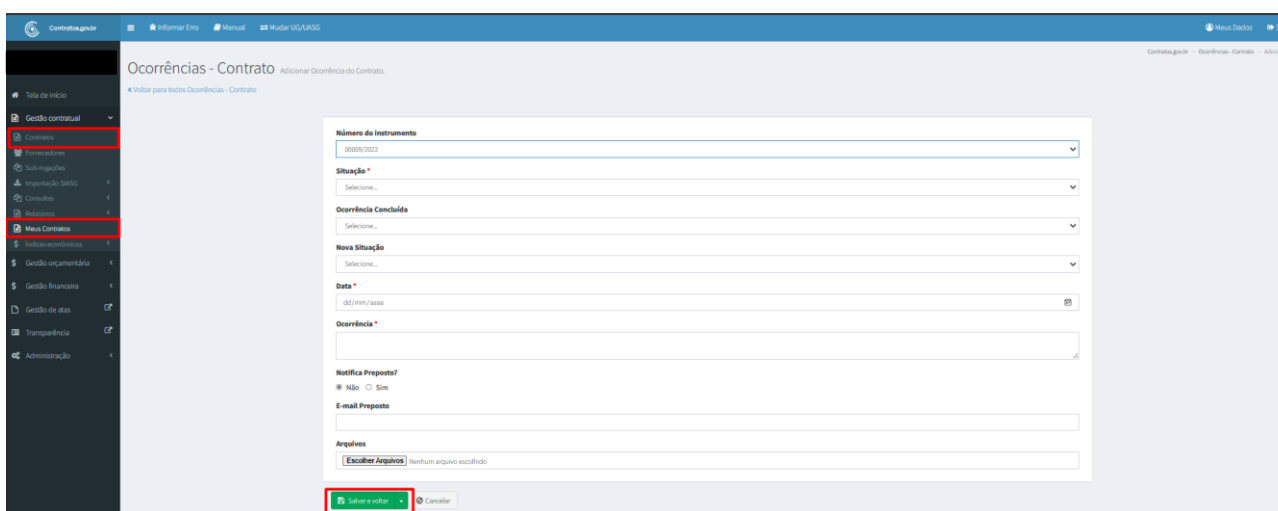 Contratos.gov.br
Informar Erro
Manual
Mudar UG/UASG
Meus Dados
Ocorrências - Contrato Adicionar Ocorrência do Contrato.
Contratos.gov.br > Ocorrências - Contrato >
Voltar para todos Ocorrências - Contrato
Tela de início
Gestão contratual
Contratos
Fornecedores
Sub-rogações
Importação SIASG
Consultas
Relatórios
Meus Contratos
Índices econômicos
Gestão orçamentária
Gestão financeira
Gestão de atas
Transparência
Administração
Número do instrumento
00009/2022
Situação *
Selecione...
Ocorrência Concluída
Selecione...
Nova Situação
Selecione...
Data *
dd/mm/aaaa
Ocorrência *
Notifica Preposto?
Não Sim
E-mail Preposto
Arquivos
Escolher Arquivos Nenhum arquivo escolhido
Salvar e voltar
Cancelar